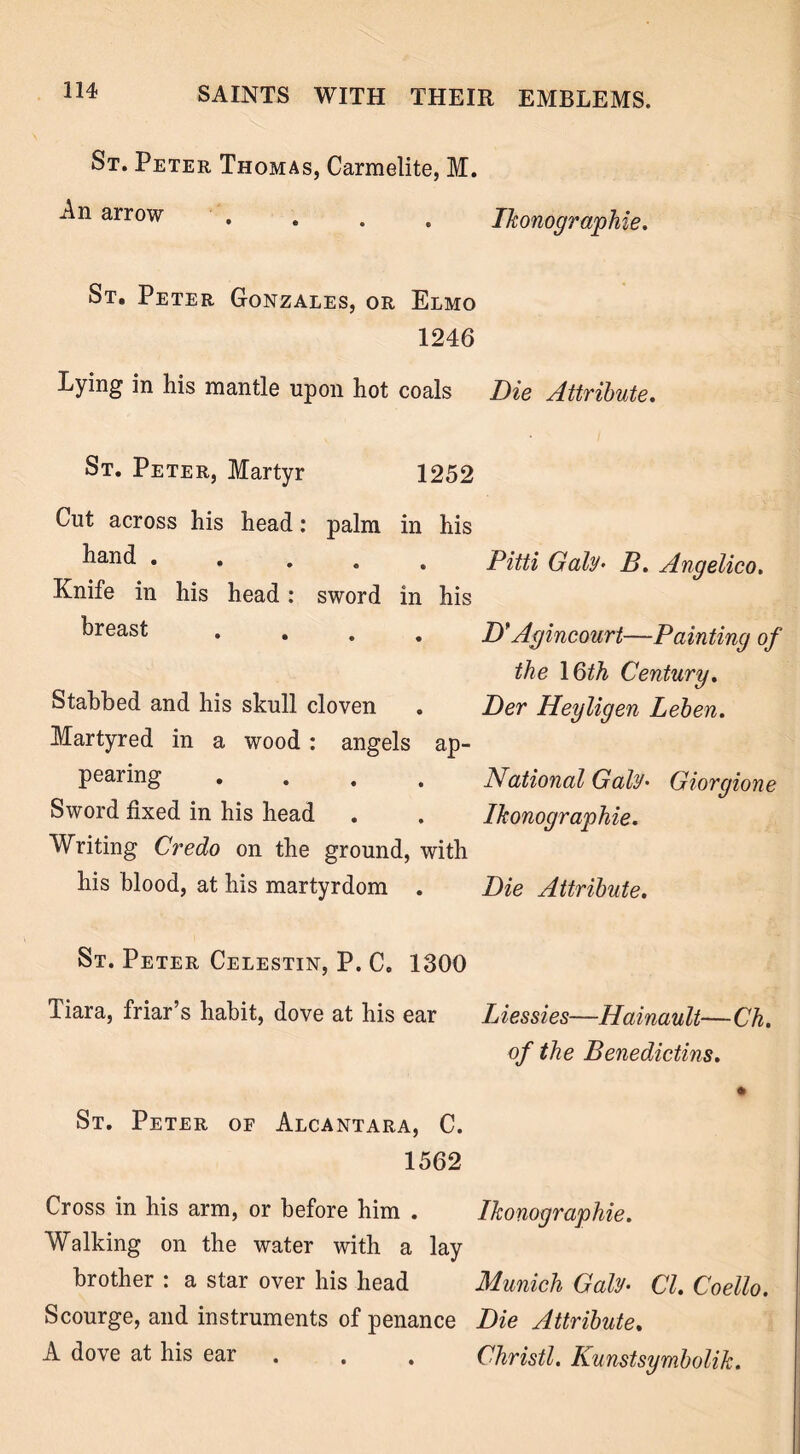 114 SAINTS WITH THEIR EMBLEMS.
St. Peter Thomas, Carmelite, M.
An arrow . . . . Ikonographie.
St. Peter Gonzales, or Elmo
1246
Lying in his mantle upon hot coals Die Attribute.
St. Peter, Martyr 1252
Cut across his head: palm in his
hand . . . . . Pitti Galy. B. Angelico.
Knife in his head: sword in his
breast . . . . D'Agincourt—Painting of
the 16th Century.
Stabbed and his skull cloven . Der Heyligen Leben.
Martyred in a wood: angels ap-
pearing . . . . National Galy. Giorgione
Sword fixed in his head . . Ikonographie.
Writing Credo on the ground, with
his blood, at his martyrdom . Die Attribute.
St. Peter Celestin, P. C. 1300
Tiara, friar's habit, dove at his ear Liessies—Hainault—Ch.
of the Benedictins.
St. Peter of Alcantara, C.
1562
Cross in his arm, or before him . Ikonographie.
Walking on the water with a lay
brother : a star over his head Munich Galy. Cl. Coello.
Scourge, and instruments of penance Die Attribute.
A dove at his ear . . . Christl. Kunstsymbolik.